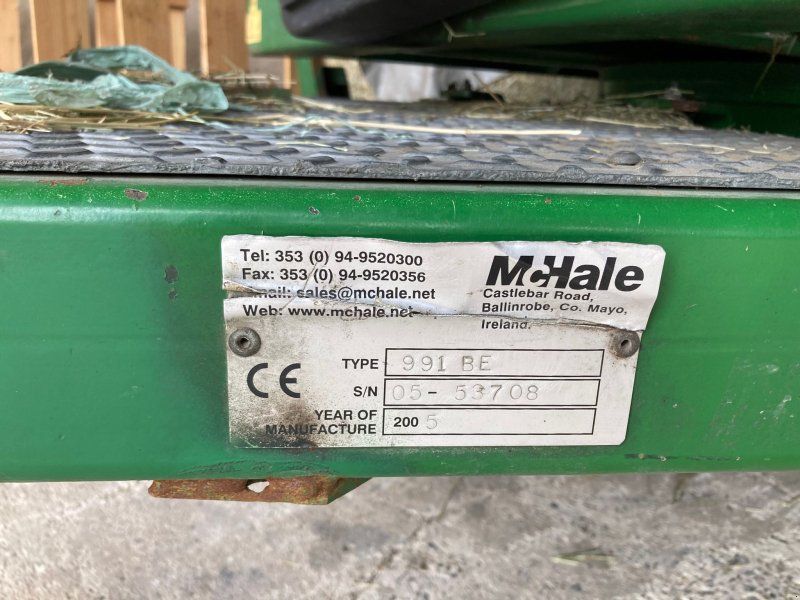 Tel: 353 (0) 94-9520300
Fax: 353 (0) 94-9520356
Email: sales@mchale.net
Web: www.mchale.net
McHale
Castlebar Road,
Ballinrobe, Co. Mayo,
Ireland.
CE
TYPE 991 BE
S/N 05-53708
YEAR OF
MANUFACTURE 2005